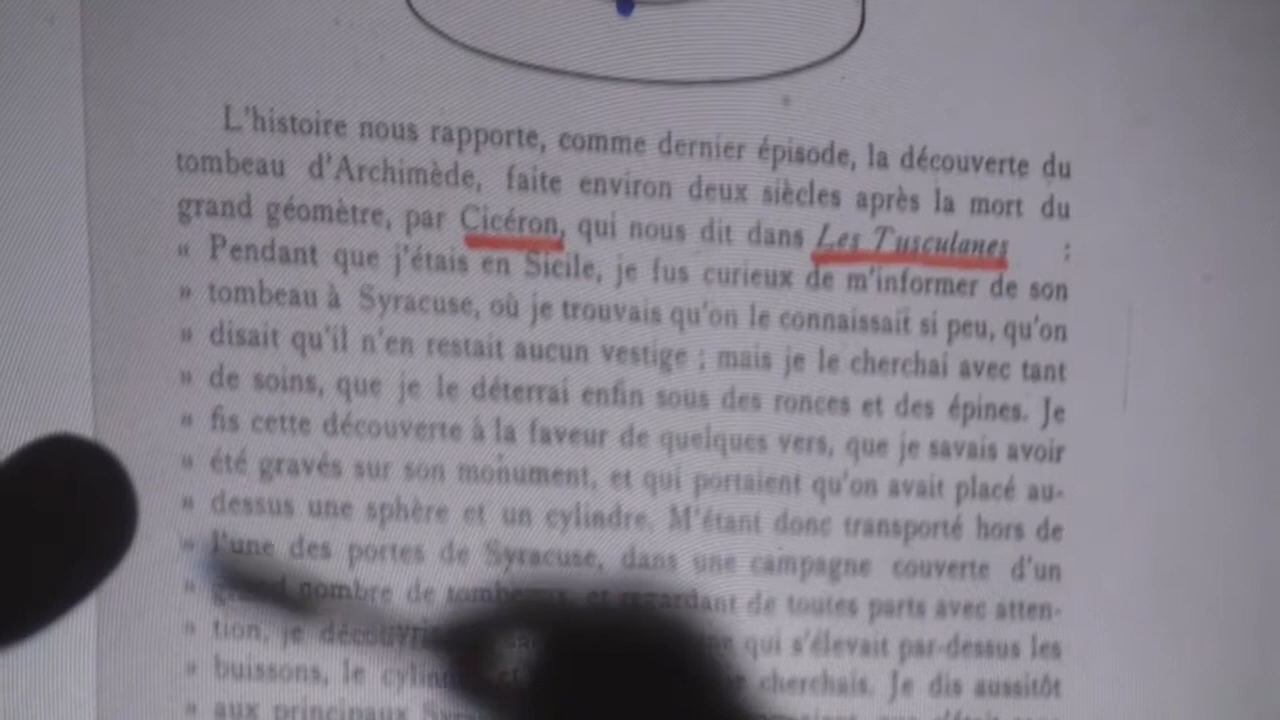 L'histoire nous rapporte, comme dernier épisode, la découverte du
tombeau d'Archimède, faite environ deux siècles après la mort du
grand géomètre, par Cicéron, qui nous dit dans Les Tusculanes :
« Pendant que j'étais en Sicile, je fus curieux de m'informer de son
» tombeau à Syracuse, où je trouvais qu'on le connaissait si peu, qu'on
» disait qu'il n'en restait aucun vestige ; mais je le cherchai avec tant
» de soins, que je le déterrai enfin sous des ronces et des épines. Je
» fis cette découverte à la faveur de quelques vers, que je savais avoir
» été gravés sur son monument, et qui portaient qu'on avait placé au-
» dessus une sphère et un cylindre. M'étant donc transporté hors de
» l'une des portes de Syracuse, dans une campagne couverte d'un
» grand nombre de tombeaux, et regardant de toutes parts avec atten-
» tion, je qui s'élevait par-dessus les
» buissons, le cherchais. Je dis aussitôt
» aux principaux